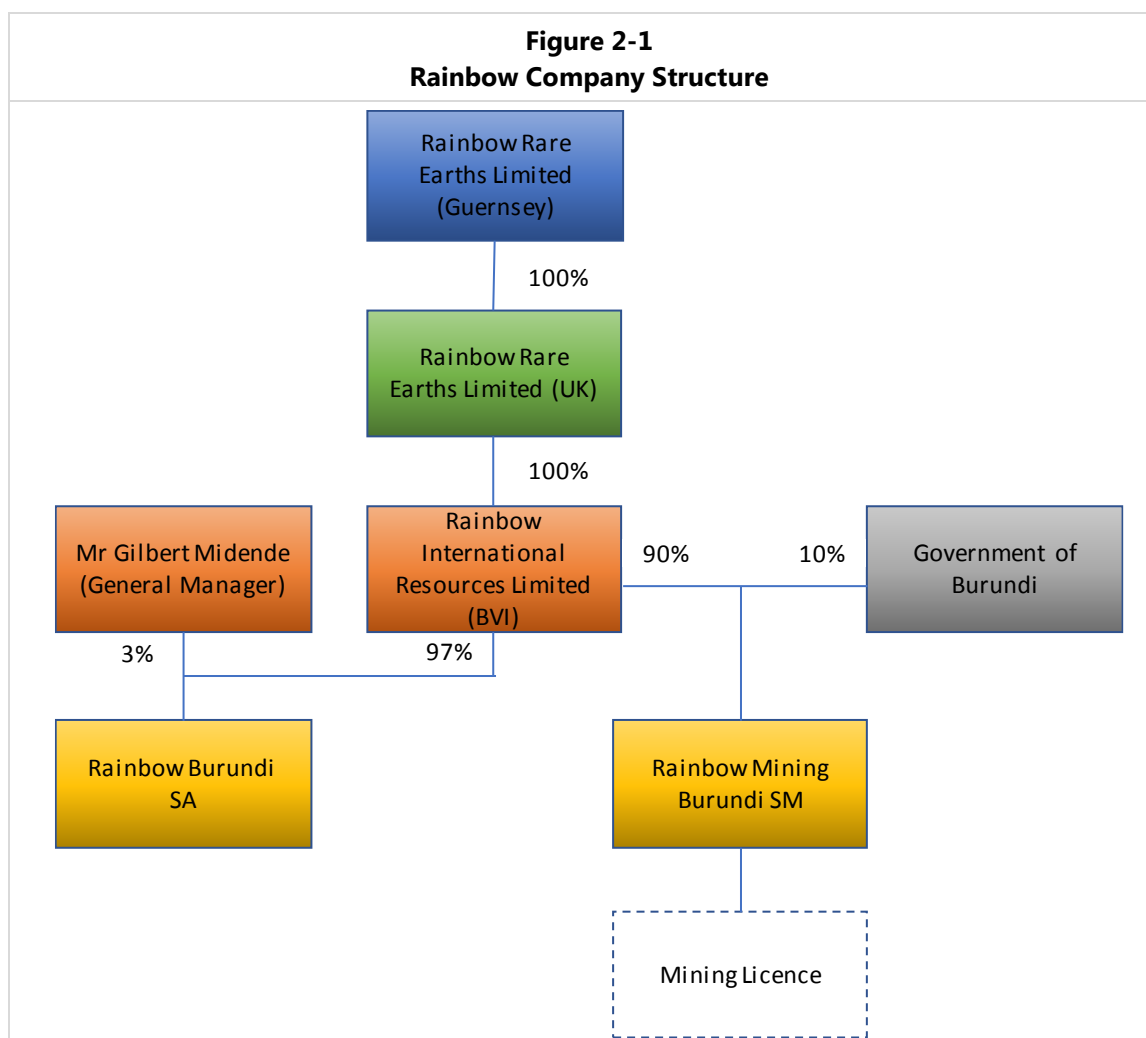 Figure 2-1
Rainbow Company Structure
Rainbow Rare
Earths Limited
(Guernsey)
100%
Rainbow Rare
Earths Limited (UK)
100%
Mr Gilbert Midende
(General Manager)
Rainbow
International
Resources Limited
(BVI)
90%
10%
Government of
Burundi
3%
97%
Rainbow Burundi
SA
Rainbow Mining
Burundi SM
Mining Licence